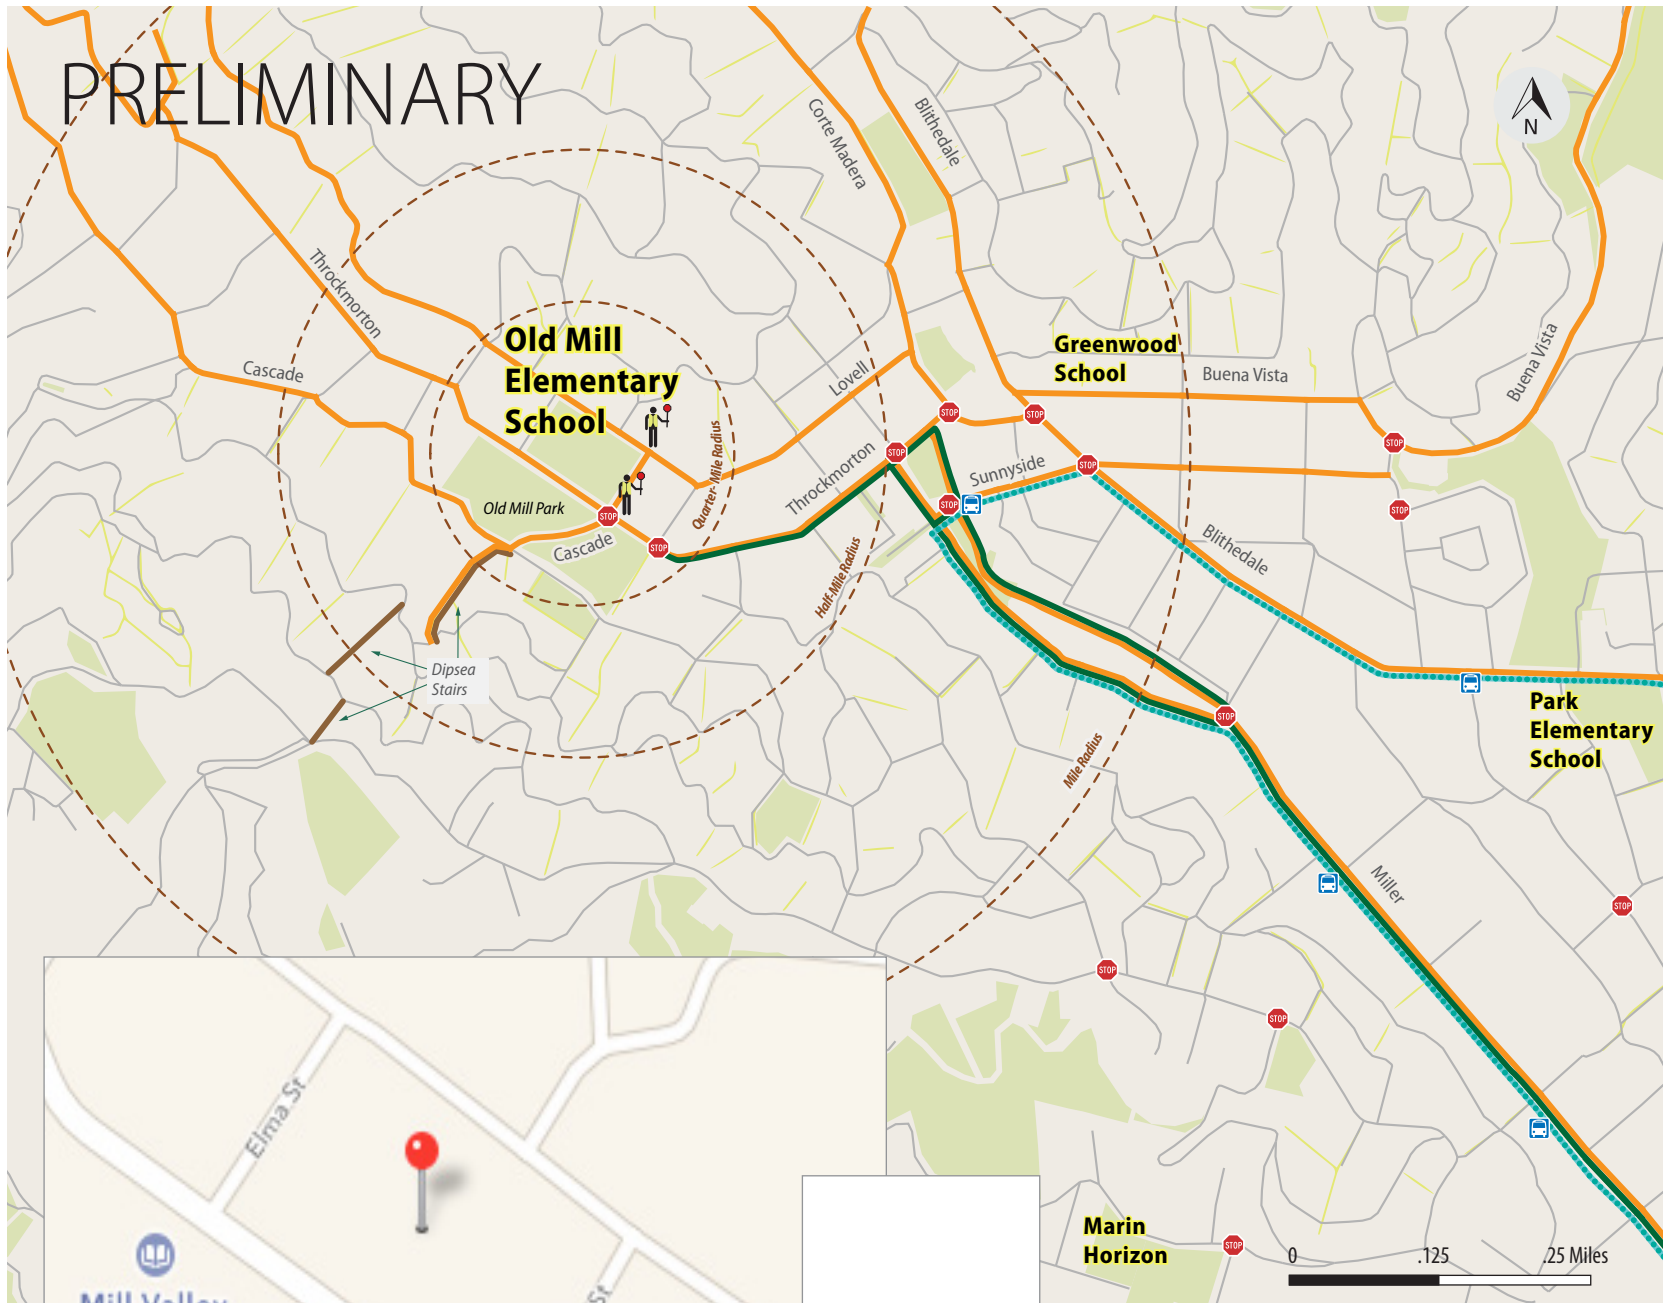 PRELIMINARY
N
Corte Madera
Blithedale
Throckmorton
Cascade
Old Mill
Elementary
School
Greenwood
School
Buena Vista
Buena Vista
Lovell
Quarter-Mile Radius
Throckmorton
Sunnyside
STOP
STOP
STOP
STOP
STOP
STOP
STOP
STOP
STOP
Old Mill Park
Cascade
Half-Mile Radius
Blithedale
Dipsea
Stairs
Park
Elementary
School
STOP
Mile Radius
Miller
STOP
STOP
STOP
Elma St
St
Mill Valley
Marin
Horizon
STOP
0 .125 .25 Miles